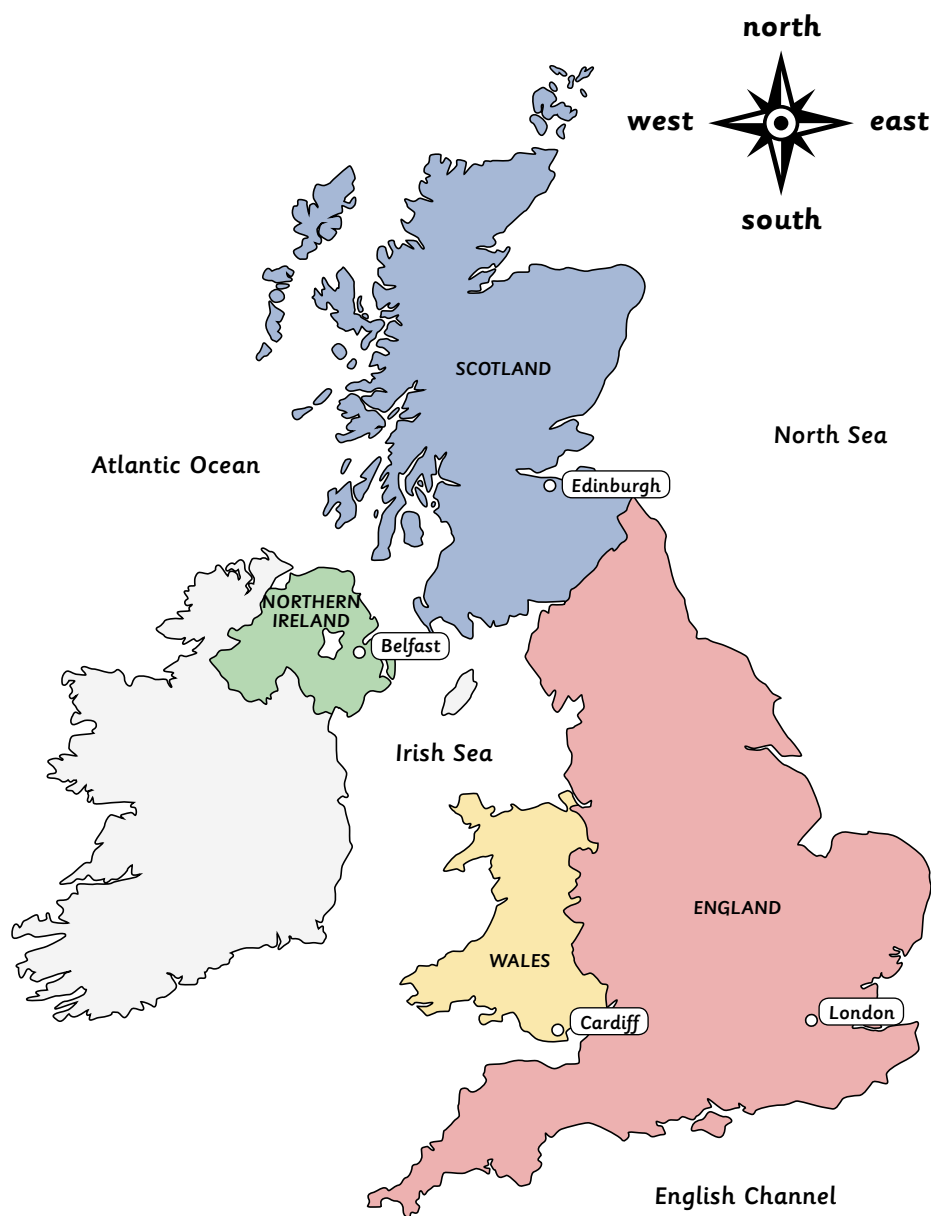 north
west
east
south
SCOTLAND
North Sea
Atlantic Ocean
Edinburgh
NORTHERN
IRELAND
Belfast
Irish Sea
ENGLAND
WALES
London
Cardiff
English Channel